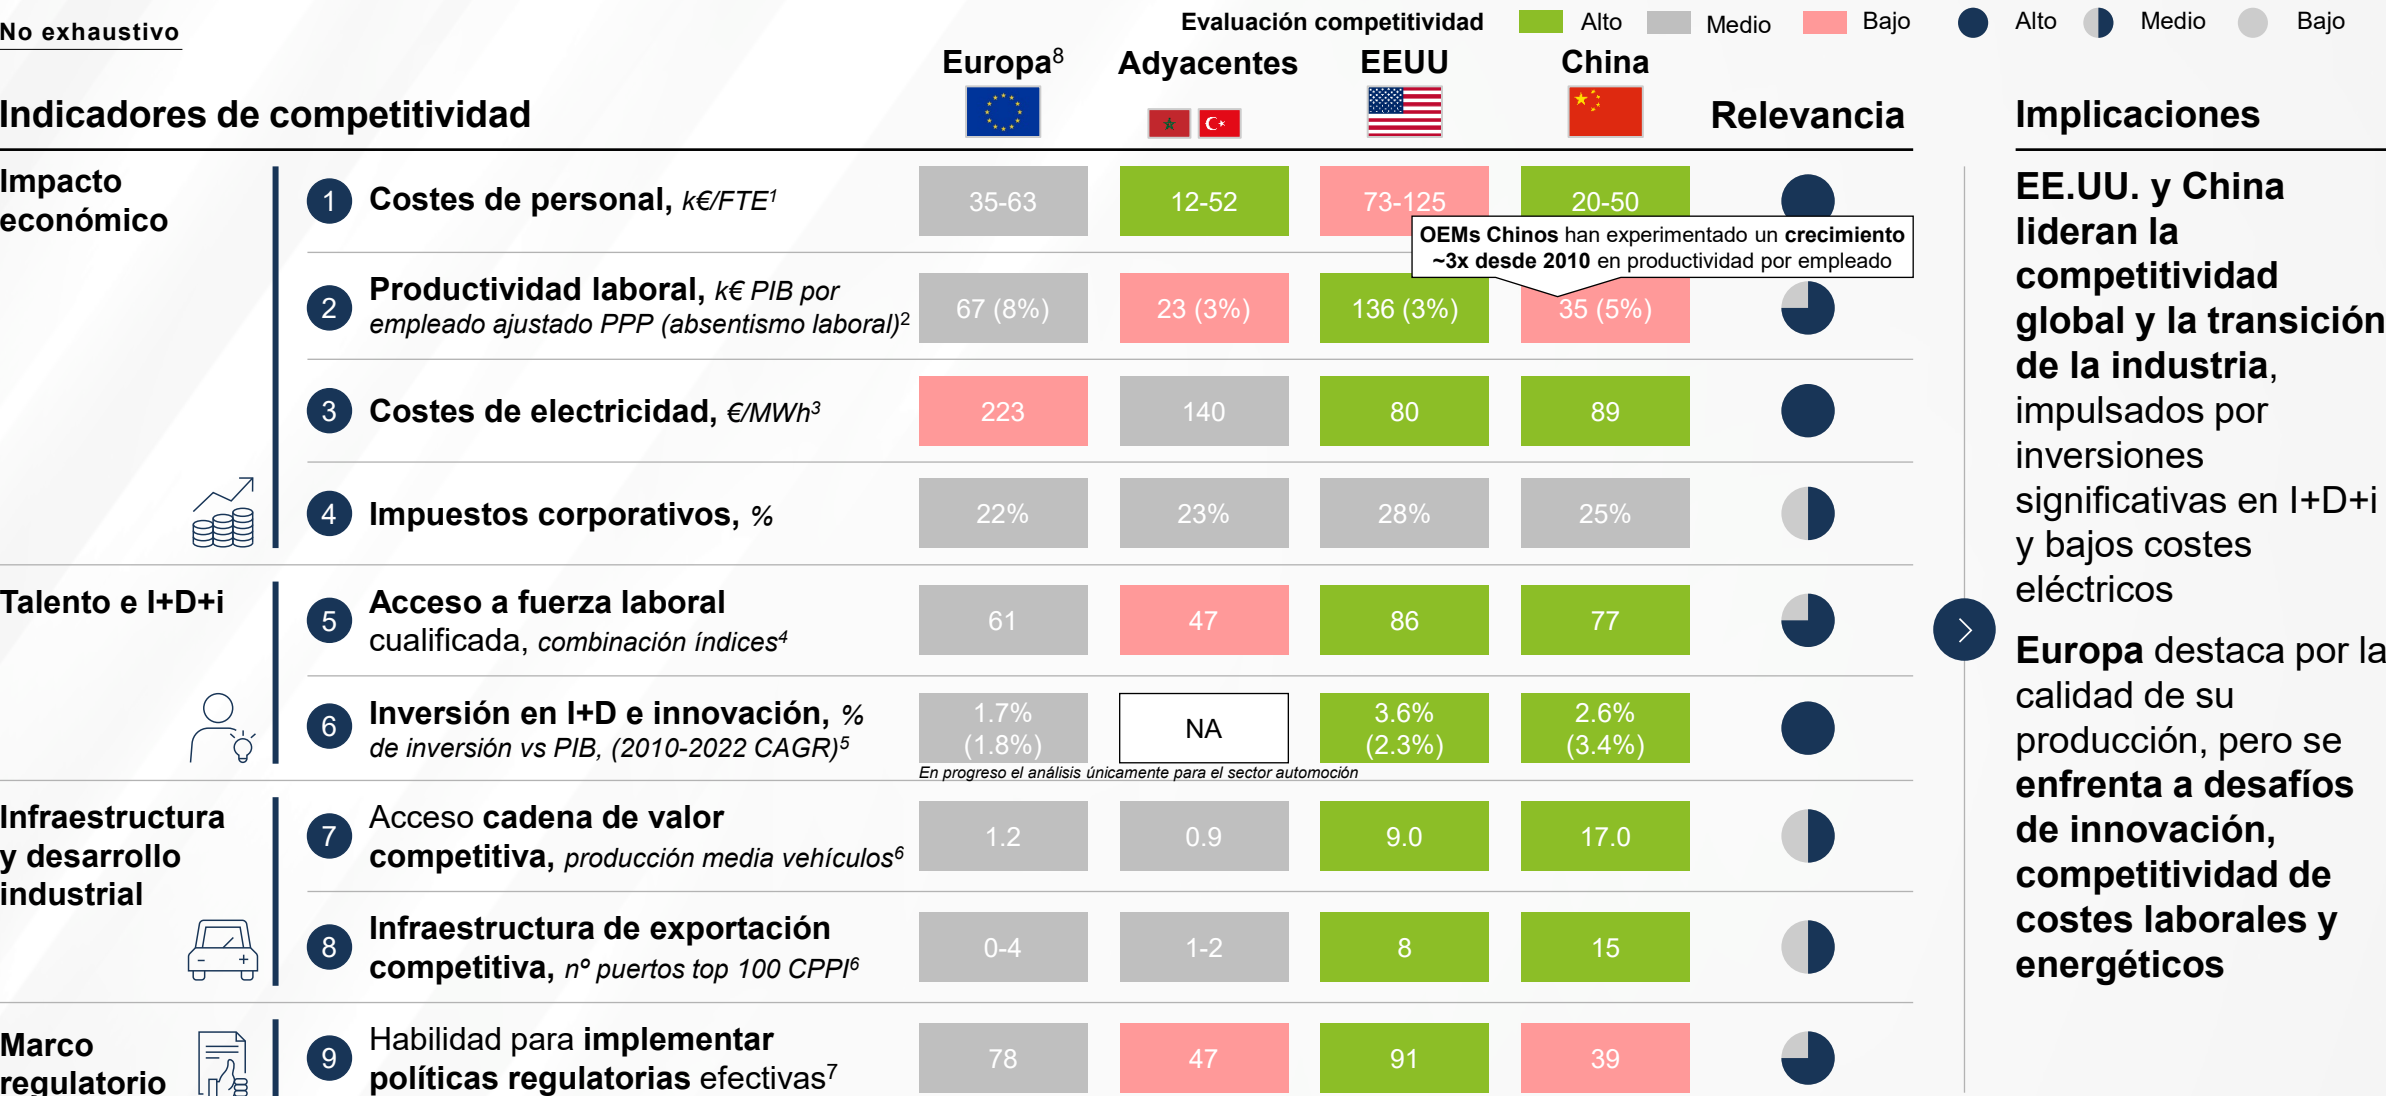 No exhaustivo
Evaluación competitividad Alto Medio Bajo Alto Medio Bajo
Europa8 Adyacentes EEUU China
Indicadores de competitividad Relevancia Implicaciones
Impacto
económico
1 Costes de personal, k€/FTE1 35-63 12-52 73-125 20-50
OEMs Chinos han experimentado un crecimiento
~3x desde 2010 en productividad por empleado
2 Productividad laboral, k€ PIB por
empleado ajustado PPP (absentismo laboral)2 67 (8%) 23 (3%) 136 (3%) 35 (5%)
3 Costes de electricidad, €/MWh3 223 140 80 89
4 Impuestos corporativos, % 22% 23% 28% 25%
Talento e I+D+i
5 Acceso a fuerza laboral
cualificada, combinación índices4 61 47 86 77
6 Inversión en I+D e innovación, %
de inversión vs PIB, (2010-2022 CAGR)5
1.7%
(1.8%)
NA
3.6%
(2.3%)
2.6%
(3.4%)
En progreso el análisis únicamente para el sector automoción
Infraestructura
y desarrollo
industrial
7 Acceso cadena de valor
competitiva, producción media vehículos6 1.2 0.9 9.0 17.0
8 Infraestructura de exportación
competitiva, nº puertos top 100 CPPI6 0-4 1-2 8 15
Marco
regulatorio
9 Habilidad para implementar
políticas regulatorias efectivas7 78 47 91 39
EE.UU. y China
lideran la
competitividad
global y la transición
de la industria,
impulsados por
inversiones
significativas en I+D+i
y bajos costes
eléctricos
Europa destaca por la
calidad de su
producción, pero se
enfrenta a desafíos
de innovación,
competitividad de
costes laborales y
energéticos